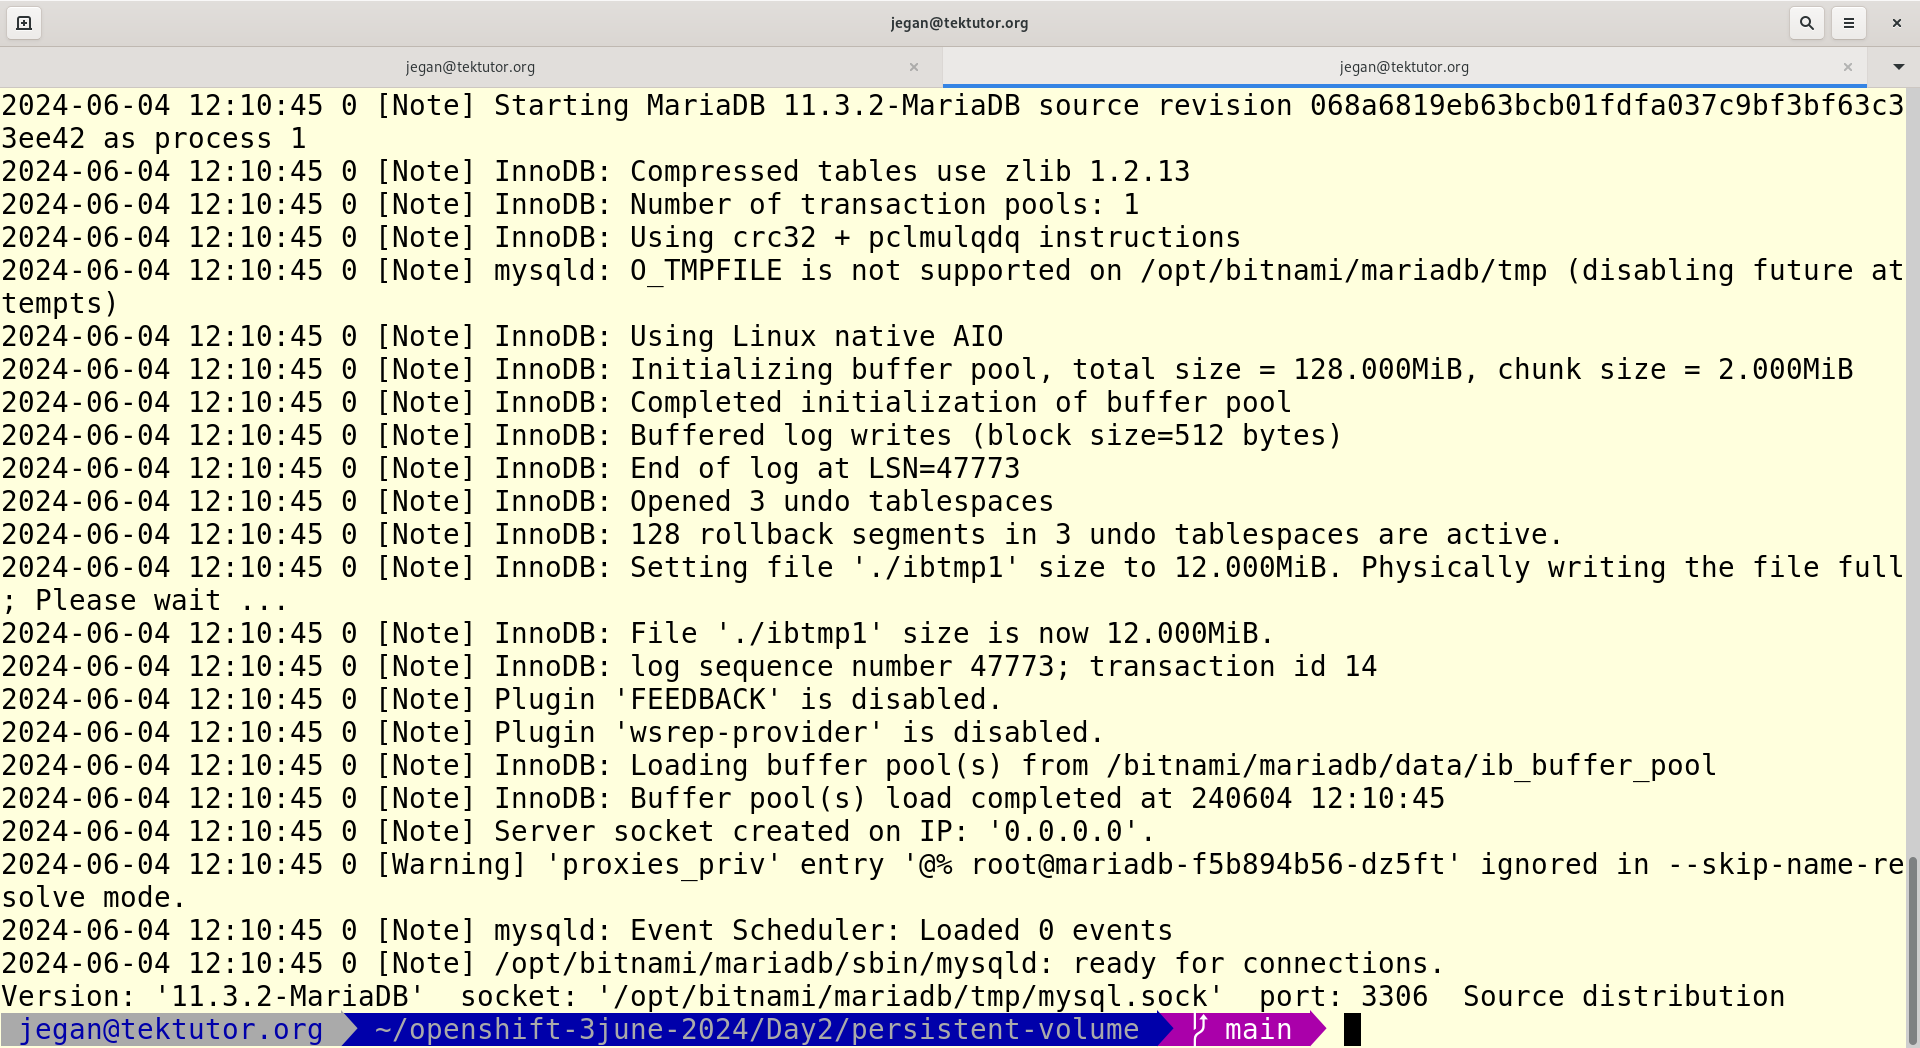 jegan@tektutor.org
jegan@tektutor.org
jegan@tektutor.org
2024-06-04 12:10:45 0 [Note] Starting MariaDB 11.3.2-MariaDB source revision 068a6819eb63bcb01fdfa037c9bf3bf63c3
3ee42 as process 1
2024-06-04 12:10:45 0 [Note] InnoDB: Compressed tables use zlib 1.2.13
2024-06-04 12:10:45 0 [Note] InnoDB: Number of transaction pools: 1
2024-06-04 12:10:45 0 [Note] InnoDB: Using crc32 + pclmulqdq instructions
2024-06-04 12:10:45 0 [Note] mysqld: O_TMPFILE is not supported on /opt/bitnami/mariadb/tmp (disabling future at
tempts)
2024-06-04 12:10:45 0 [Note] InnoDB: Using Linux native AIO
2024-06-04 12:10:45 0 [Note] InnoDB: Initializing buffer pool, total size = 128.000MiB, chunk size = 2.000MiB
2024-06-04 12:10:45 0 [Note] InnoDB: Completed initialization of buffer pool
2024-06-04 12:10:45 0 [Note] InnoDB: Buffered log writes (block size=512 bytes)
2024-06-04 12:10:45 0 [Note] InnoDB: End of log at LSN=47773
2024-06-04 12:10:45 0 [Note] InnoDB: Opened 3 undo tablespaces
2024-06-04 12:10:45 0 [Note] InnoDB: 128 rollback segments in 3 undo tablespaces are active.
2024-06-04 12:10:45 0 [Note] InnoDB: Setting file './ibtmp1' size to 12.000MiB. Physically writing the file full
; Please wait ...
2024-06-04 12:10:45 0 [Note] InnoDB: File './ibtmp1' size is now 12.000MiB.
2024-06-04 12:10:45 0 [Note] InnoDB: log sequence number 47773; transaction id 14
2024-06-04 12:10:45 0 [Note] Plugin 'FEEDBACK' is disabled.
2024-06-04 12:10:45 0 [Note] Plugin 'wsrep-provider' is disabled.
2024-06-04 12:10:45 0 [Note] InnoDB: Loading buffer pool(s) from /bitnami/mariadb/data/ib_buffer_pool
2024-06-04 12:10:45 0 [Note] InnoDB: Buffer pool(s) load completed at 240604 12:10:45
2024-06-04 12:10:45 0 [Note] Server socket created on IP: '0.0.0.0'.
2024-06-04 12:10:45 0 [Warning] 'proxies_priv' entry '@% root@mariadb-f5b894b56-dz5ft' ignored in --skip-name-re
solve mode.
2024-06-04 12:10:45 0 [Note] mysqld: Event Scheduler: Loaded 0 events
2024-06-04 12:10:45 0 [Note] /opt/bitnami/mariadb/sbin/mysqld: ready for connections.
Version: '11.3.2-MariaDB'  socket: '/opt/bitnami/mariadb/tmp/mysql.sock'  port: 3306  Source distribution
jegan@tektutor.org ~/openshift-3june-2024/Day2/persistent-volume main